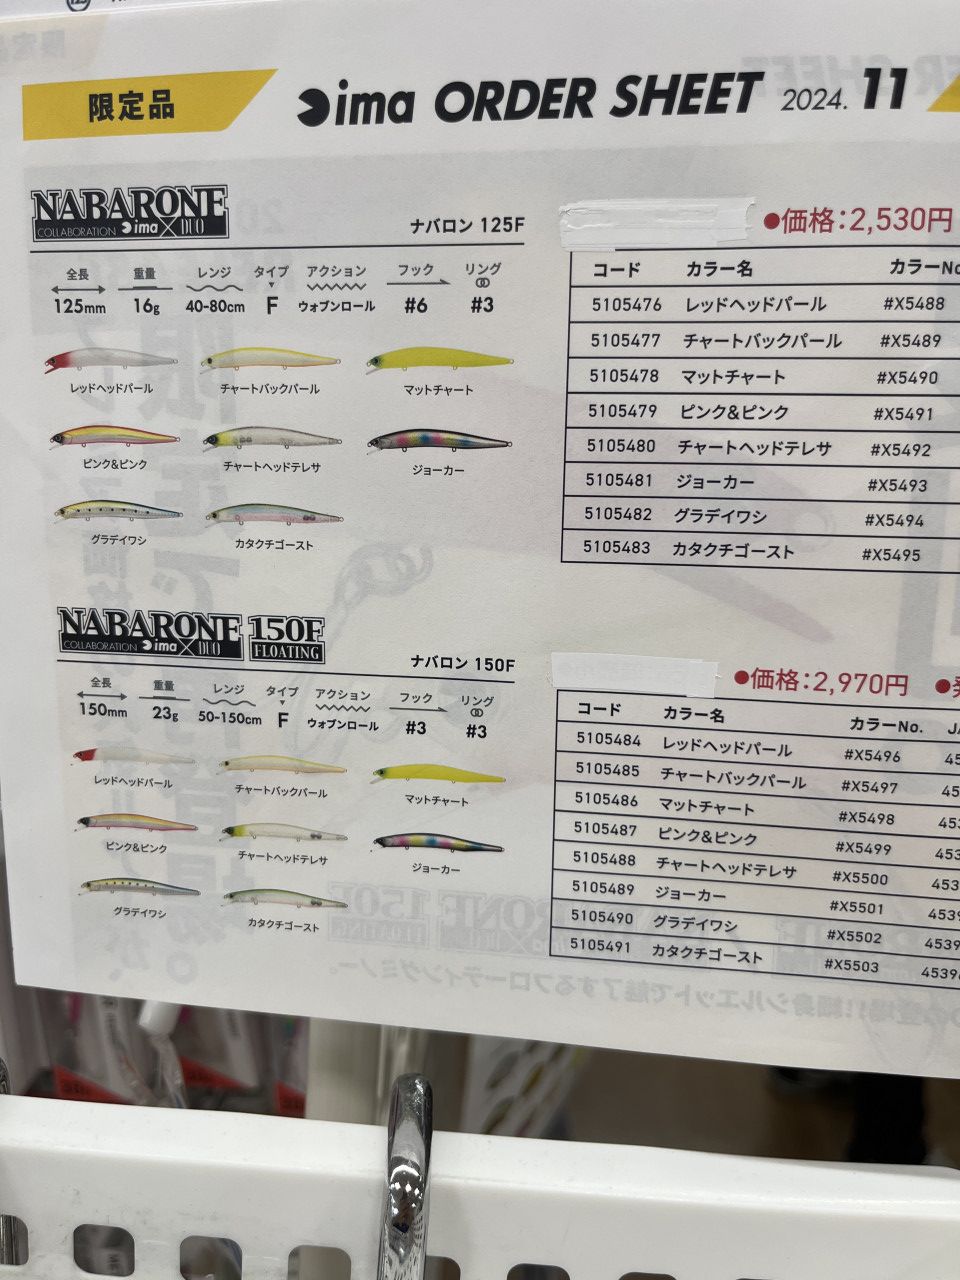 限定品
ima ORDER SHEET 2024. 11
NABARONE
COLLABORATION ima X DUO
ナバロン 125F
●価格:2,530円
全長 重量 レンジ タイプ アクション フック リング
125mm 16g 40-80cm F ウォブンロール #6 #3
レッドヘッドパール チャートバックパール マットチャート
ピンク&ピンク チャートヘッドテレサ ジョーカー
グラデイワシ カタクチゴースト
コード カラー名 カラーNo.
5105476 レッドヘッドパール #X5488
5105477 チャートバックパール #X5489
5105478 マットチャート #X5490
5105479 ピンク&ピンク #X5491
5105480 チャートヘッドテレサ #X5492
5105481 ジョーカー #X5493
5105482 グラデイワシ #X5494
5105483 カタクチゴースト #X5495
NABARONE 150F
COLLABORATION ima X DUO FLOATING
ナバロン 150F
●価格:2,970円
全長 重量 レンジ タイプ アクション フック リング
150mm 23g 50-150cm F ウォブンロール #3 #3
レッドヘッドパール チャートバックパール マットチャート
ピンク&ピンク チャートヘッドテレサ ジョーカー
グラデイワシ カタクチゴースト
コード カラー名 カラーNo.
5105484 レッドヘッドパール #X5496
5105485 チャートバックパール #X5497
5105486 マットチャート #X5498
5105487 ピンク&ピンク #X5499
5105488 チャートヘッドテレサ #X5500
5105489 ジョーカー #X5501
5105490 グラデイワシ #X5502
5105491 カタクチゴースト #X5503